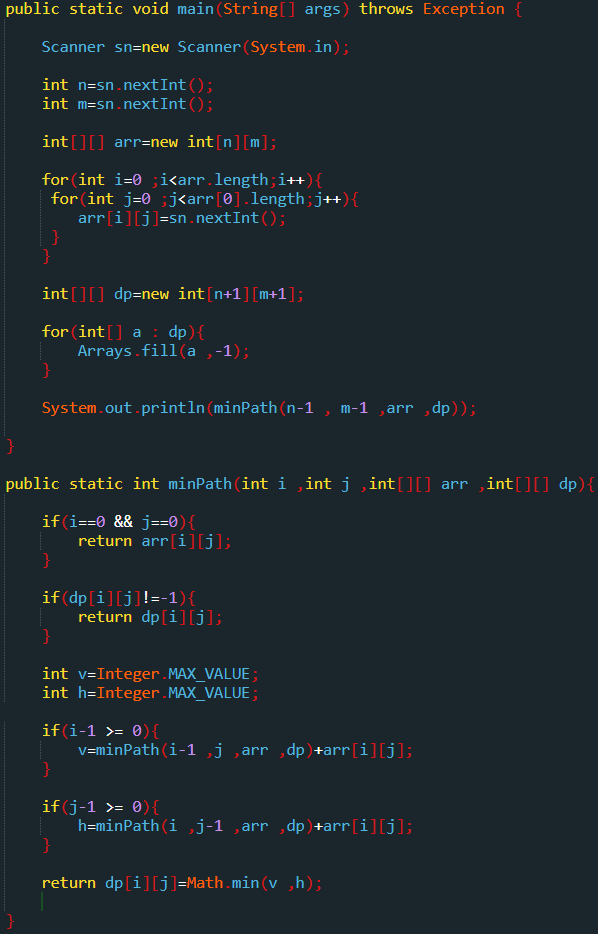 public static void main(String[] args) throws Exception {
Scanner sn=new Scanner(System.in);
int n=sn.nextInt();
int m=sn.nextInt();
int[][] arr=new int[n][m];
for(int i=0 ;i<arr.length;i++){
for(int j=0 ;j<arr[0].length;j++){
arr[i][j]=sn.nextInt();
}
}
int[][] dp=new int[n+1][m+1];
for(int[] a : dp){
Arrays.fill(a ,-1);
}
System.out.println(minPath(n-1 , m-1 ,arr ,dp));
}
public static int minPath(int i ,int j ,int[][] arr ,int[][] dp){
if(i==0 && j==0){
return arr[i][j];
}
if(dp[i][j]!=-1){
return dp[i][j];
}
int v=Integer.MAX_VALUE;
int h=Integer.MAX_VALUE;
if(i-1 >= 0){
v=minPath(i-1 ,j ,arr ,dp)+arr[i][j];
}
if(j-1 >= 0){
h=minPath(i ,j-1 ,arr ,dp)+arr[i][j];
}
return dp[i][j]=Math.min(v ,h);
}